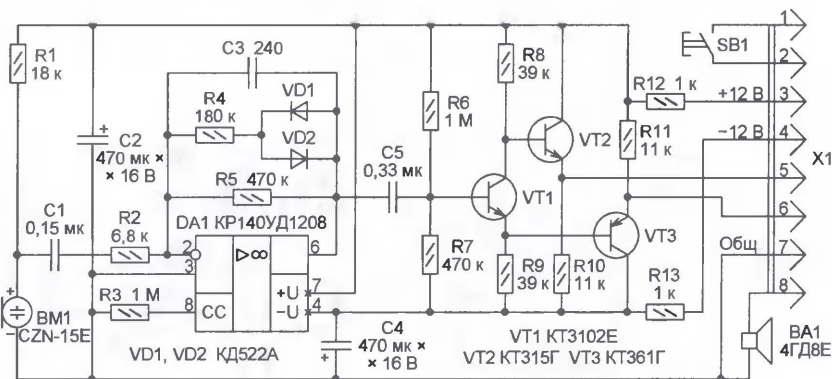 R1
18 к
C3 240
R4
180 к
VD1
VD2
C2
470 мк ×
× 16 В
R5 470 к
C1
0,15 мк
R2
6,8 к
DA1 КР140УД1208
2
3
8
▷∞
CC
+U
−U
6
7
4
R3 1 М
+
BM1
−
CZN-15E
VD1, VD2 КД522А
C5
0,33 мк
R6
1 М
R7
470 к
C4
470 мк ×
× 16 В
+
R8
39 к
VT1
VT2
VT3
R9
39 к
R10
11 к
R11
11 к
R12 1 к
R13
1 к
VT1 КТ3102Е
VT2 КТ315Г VT3 КТ361Г
SB1
+12 В
−12 В
Общ
1
2
3
4
5
6
7
8
X1
BA1
4ГД8Е